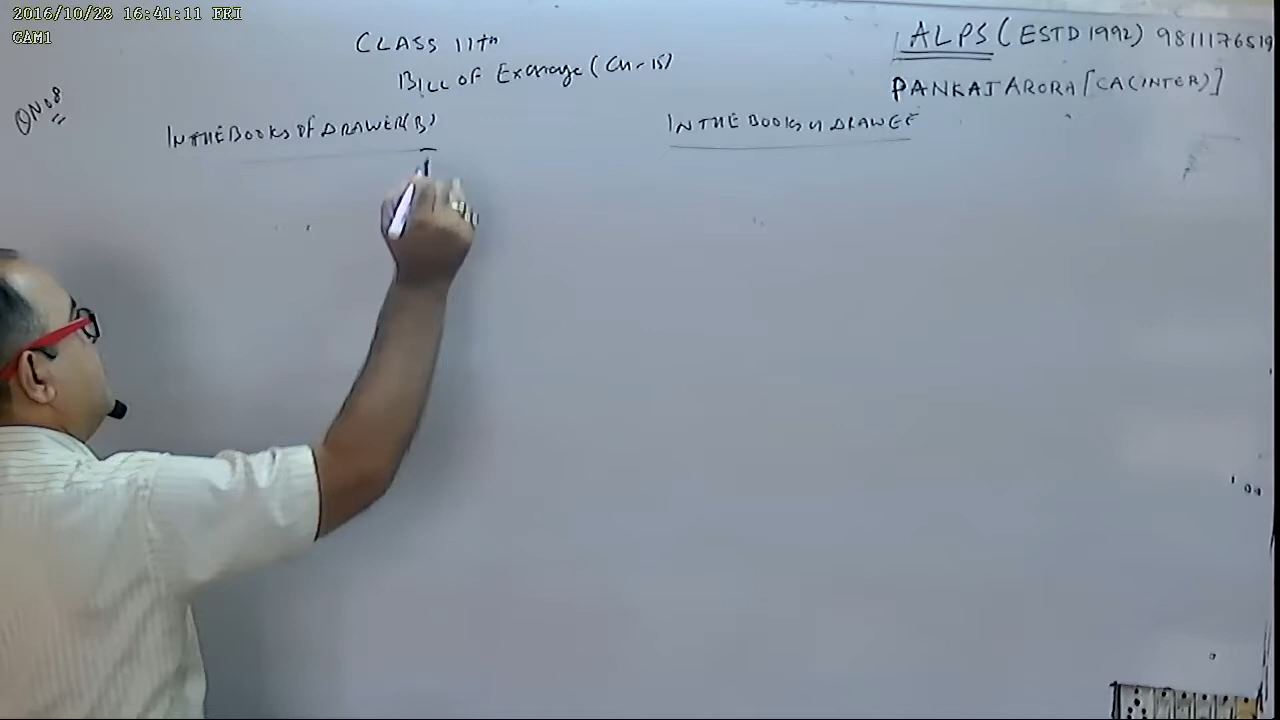 2016/10/28 16:41:11 FRI
CAM1
CLASS 11th
BILL OF Exchange (CH-15)
ALPS (ESTD 1992) 9811176519
PANKAJ ARORA [CA(INTER)]
QNO8
IN THE BOOKS OF DRAWER(B)
IN THE BOOKS of DRAWEE